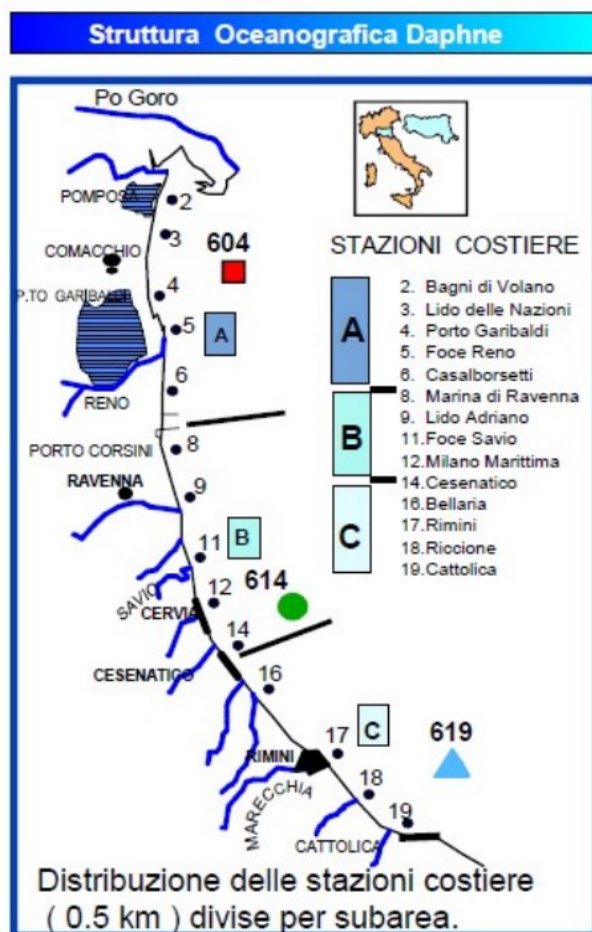 Struttura Oceanografica Daphne
Po Goro
POMPOSA
2
3
604
COMACCHIO
P.TO GARIBALDI
4
5
A
6
RENO
PORTO CORSINI
8
RAVENNA
9
B
11
614
SAVIO
12
CERVIA
14
CESENATICO
16
C
17
619
RIMINI
MARECCHIA
18
19
CATTOLICA
STAZIONI COSTIERE
A
B
C
2. Bagni di Volano
3. Lido delle Nazioni
4. Porto Garibaldi
5. Foce Reno
6. Casalborsetti
8. Marina di Ravenna
9. Lido Adriano
11. Foce Savio
12. Milano Marittima
14. Cesenatico
16. Bellaria
17. Rimini
18. Riccione
19. Cattolica
Distribuzione delle stazioni costiere
( 0.5 km ) divise per subarea.